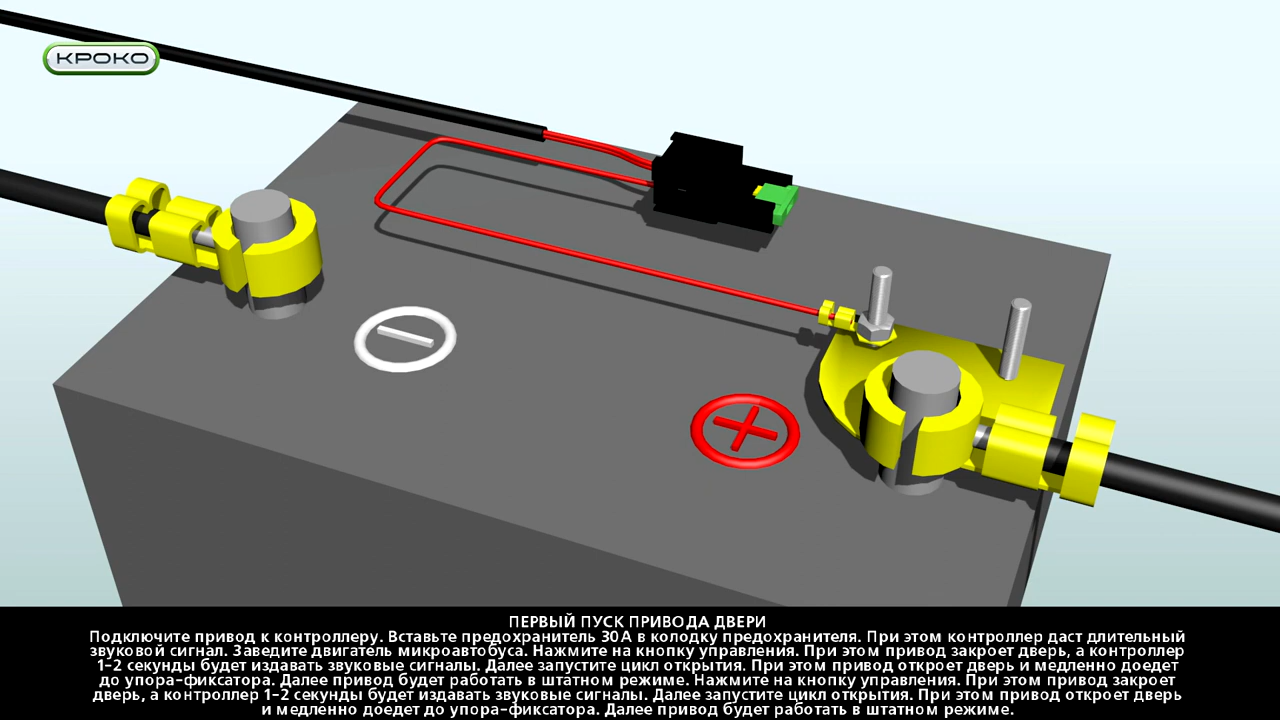 КРОКО
ПЕРВЫЙ ПУСК ПРИВОДА ДВЕРИ
Подключите привод к контроллеру. Вставьте предохранитель 30А в колодку предохранителя. При этом контроллер даст длительный
звуковой сигнал. Заведите двигатель микроавтобуса. Нажмите на кнопку управления. При этом привод закроет дверь, а контроллер
1-2 секунды будет издавать звуковые сигналы. Далее запустите цикл открытия. При этом привод откроет дверь и медленно доедет
до упора-фиксатора. Далее привод будет работать в штатном режиме. Нажмите на кнопку управления. При этом привод закроет
дверь, а контроллер 1-2 секунды будет издавать звуковые сигналы. Далее запустите цикл открытия. При этом привод откроет дверь
и медленно доедет до упора-фиксатора. Далее привод будет работать в штатном режиме.